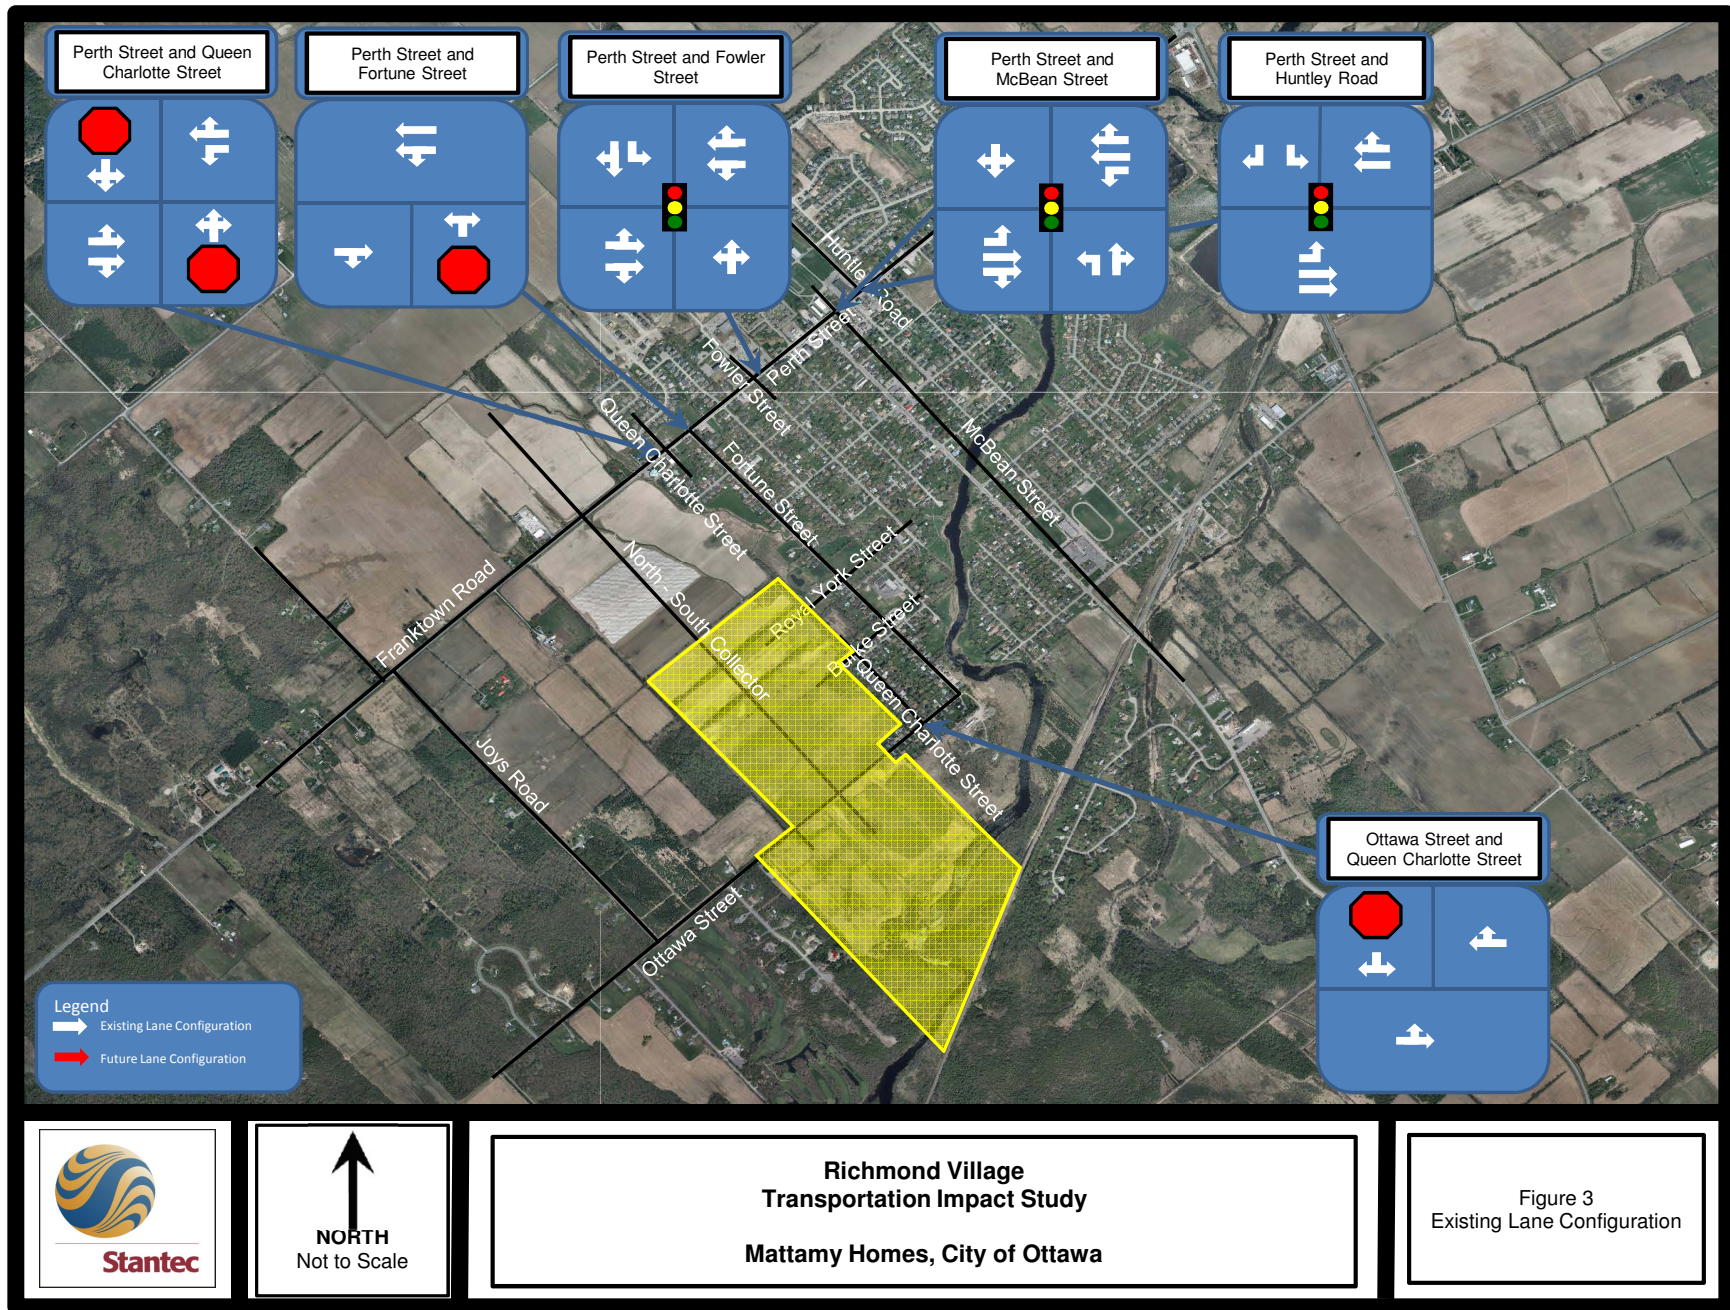 Perth Street and Queen
Charlotte Street
Perth Street and
Fortune Street
Perth Street and Fowler
Street
Perth Street and
McBean Street
Perth Street and
Huntley Road
Huntley Road
Perth Street
Fowler Street
Queen Charlotte Street
Fortune Street
McBean Street
Royal York Street
North - South Collector
Franktown Road
Burke Street
Queen Charlotte Street
Joys Road
Ottawa Street
Ottawa Street and
Queen Charlotte Street
Legend
Existing Lane Configuration
Future Lane Configuration
Stantec
NORTH
Not to Scale
Richmond Village
Transportation Impact Study
Mattamy Homes, City of Ottawa
Figure 3
Existing Lane Configuration